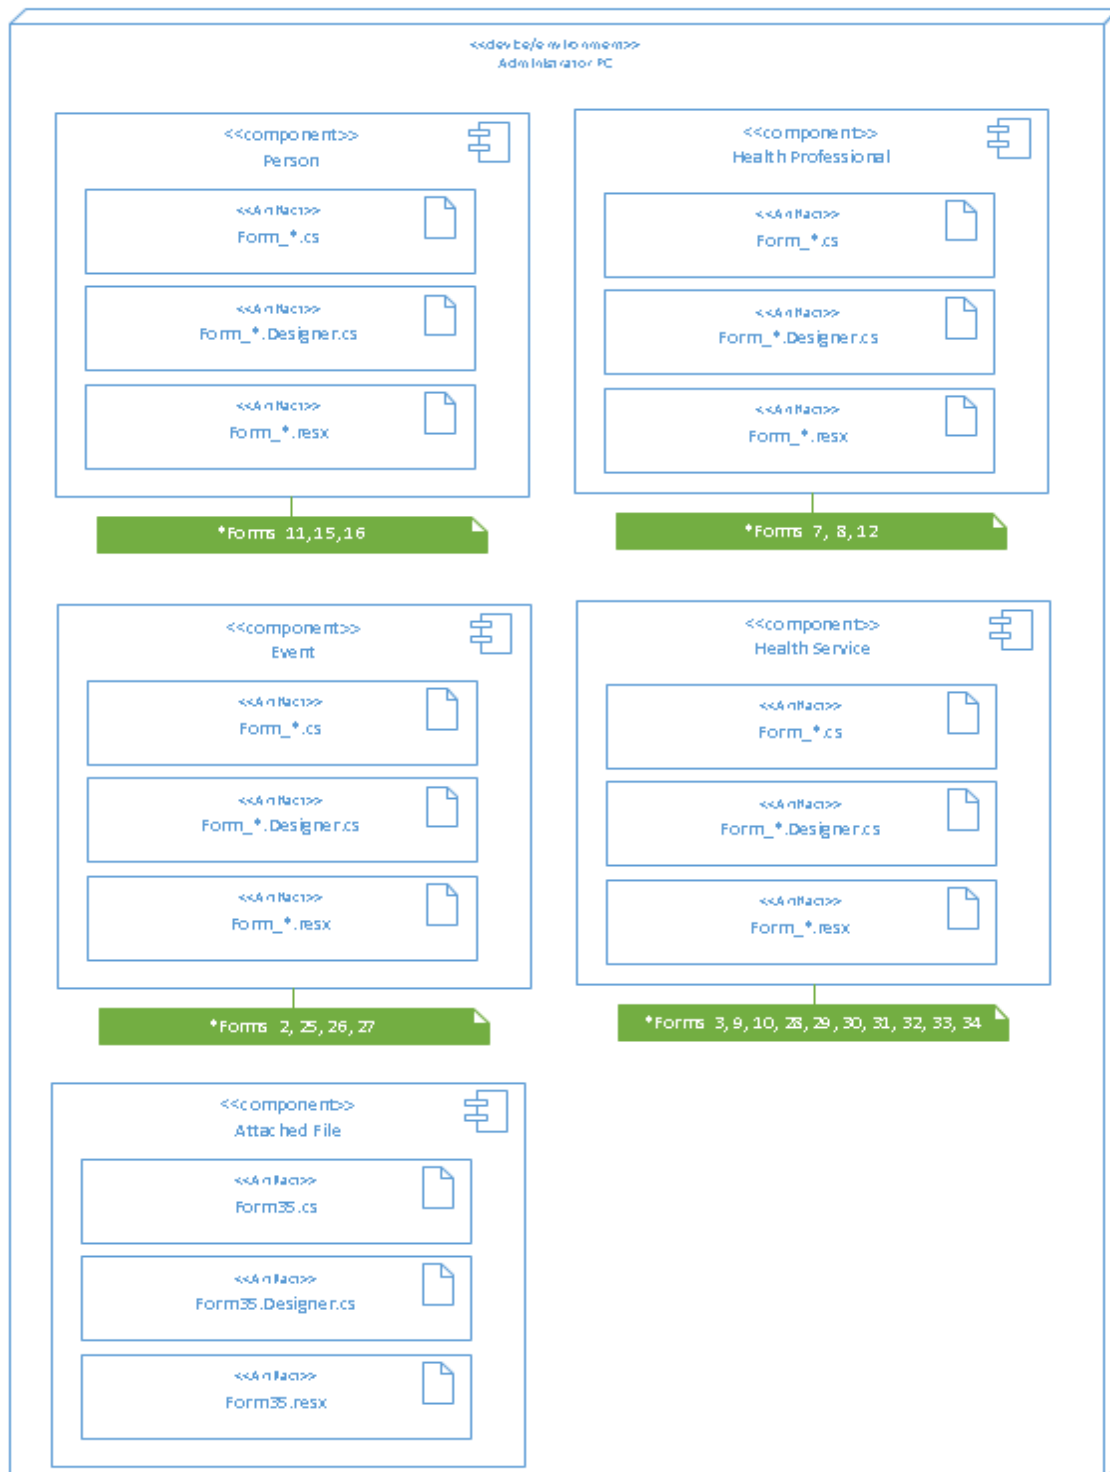 <<device/environment>>
Administrator PC
<<component>>
Person
<<Artifact>>
Form_*.cs
<<Artifact>>
Form_*.Designer.cs
<<Artifact>>
Form_*.resx
*Forms 11,15,16
<<component>>
Health Professional
<<Artifact>>
Form_*.cs
<<Artifact>>
Form_*.Designer.cs
<<Artifact>>
Form_*.resx
*Forms 7, 8, 12
<<component>>
Event
<<Artifact>>
Form_*.cs
<<Artifact>>
Form_*.Designer.cs
<<Artifact>>
Form_*.resx
*Forms 2, 25, 26, 27
<<component>>
Health Service
<<Artifact>>
Form_*.cs
<<Artifact>>
Form_*.Designer.cs
<<Artifact>>
Form_*.resx
*Forms 3, 9, 10, 28, 29, 30, 31, 32, 33, 34
<<component>>
Attached File
<<Artifact>>
Form35.cs
<<Artifact>>
Form35.Designer.cs
<<Artifact>>
Form35.resx